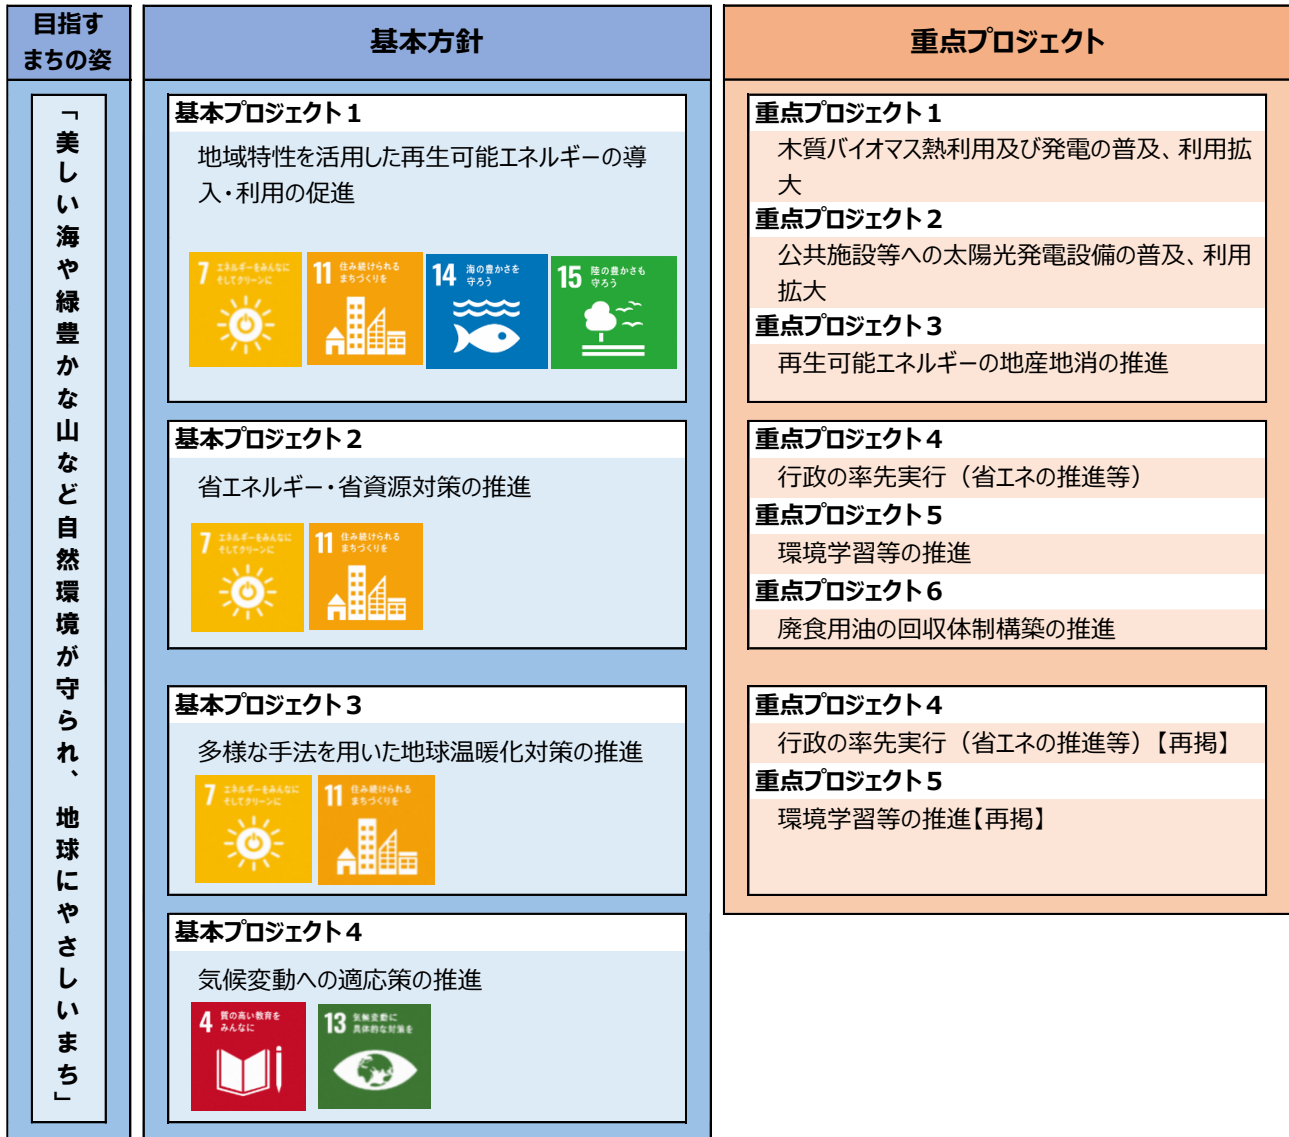 目指す
まちの姿
「美しい海や緑豊かな山など自然環境が守られ、地球にやさしいまち」
基本方針
基本プロジェクト1
地域特性を活用した再生可能エネルギーの導
入・利用の促進
7 エネルギーをみんなに
そしてクリーンに
11 住み続けられる
まちづくりを
14 海の豊かさを
守ろう
15 陸の豊かさも
守ろう
基本プロジェクト2
省エネルギー・省資源対策の推進
7 エネルギーをみんなに
そしてクリーンに
11 住み続けられる
まちづくりを
基本プロジェクト3
多様な手法を用いた地球温暖化対策の推進
7 エネルギーをみんなに
そしてクリーンに
11 住み続けられる
まちづくりを
基本プロジェクト4
気候変動への適応策の推進
4 質の高い教育を
みんなに
13 気候変動に
具体的な対策を
重点プロジェクト
重点プロジェクト1
木質バイオマス熱利用及び発電の普及、利用拡
大
重点プロジェクト2
公共施設等への太陽光発電設備の普及、利用
拡大
重点プロジェクト3
再生可能エネルギーの地産地消の推進
重点プロジェクト4
行政の率先実行（省エネの推進等）
重点プロジェクト5
環境学習等の推進
重点プロジェクト6
廃食用油の回収体制構築の推進
重点プロジェクト4
行政の率先実行（省エネの推進等）【再掲】
重点プロジェクト5
環境学習等の推進【再掲】